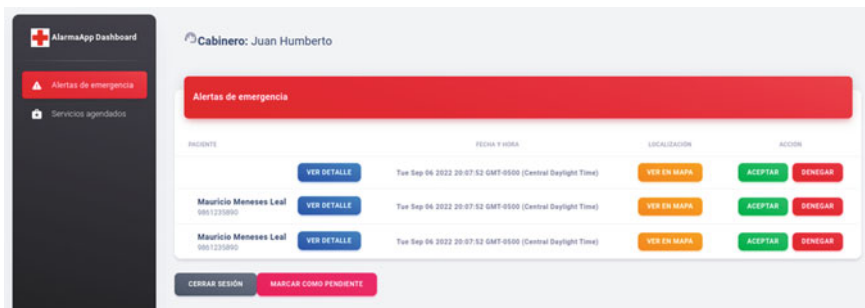 AlarmaApp Dashboard
Cabinero: Juan Humberto
Alertas de emergencia
Servicios agendados
Alertas de emergencia
PACIENTE FECHA Y HORA LOCALIZACIÓN ACCIÓN
VER DETALLE Tue Sep 06 2022 20:07:52 GMT-0500 (Central Daylight Time) VER EN MAPA ACEPTAR DENEGAR
Mauricio Meneses Leal
9861235890
VER DETALLE Tue Sep 06 2022 20:07:52 GMT-0500 (Central Daylight Time) VER EN MAPA ACEPTAR DENEGAR
Mauricio Meneses Leal
9861235890
VER DETALLE Tue Sep 06 2022 20:07:52 GMT-0500 (Central Daylight Time) VER EN MAPA ACEPTAR DENEGAR
CERRAR SESIÓN MARCAR COMO PENDIENTE